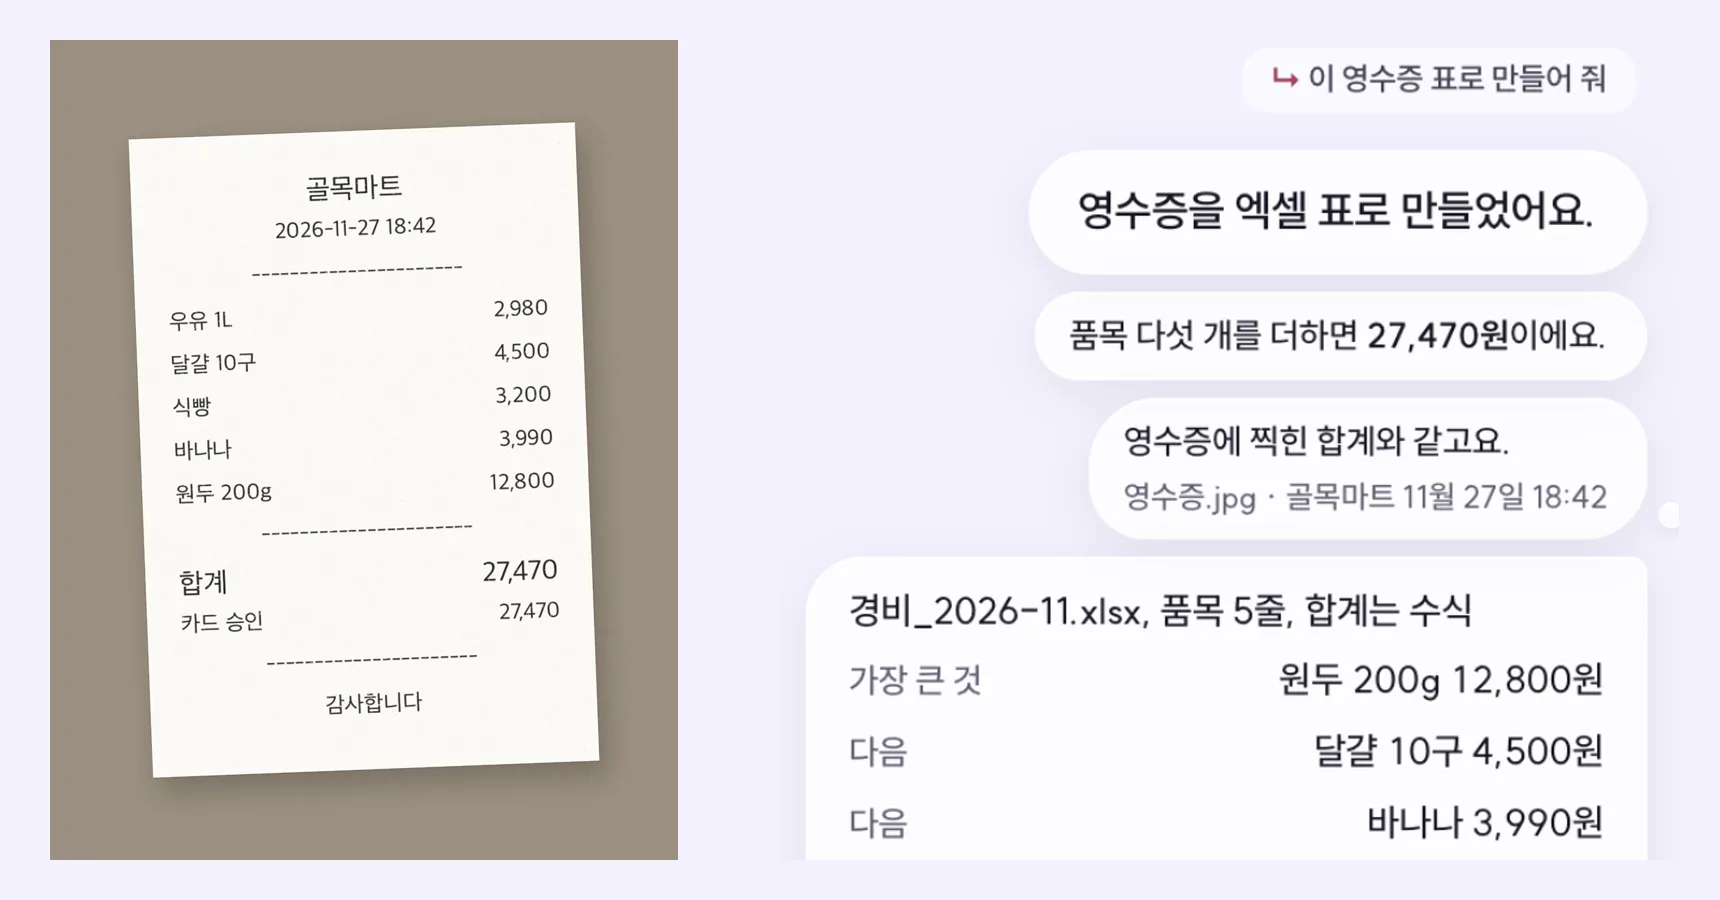 골목마트
2026-11-27 18:42
----------------------
우유 1L 2,980
달걀 10구 4,500
식빵 3,200
바나나 3,990
원두 200g 12,800
----------------------
합계 27,470
카드 승인 27,470
----------------------
감사합니다
↳ 이 영수증 표로 만들어 줘
영수증을 엑셀 표로 만들었어요.
품목 다섯 개를 더하면 27,470원이에요.
영수증에 찍힌 합계와 같고요.
영수증.jpg · 골목마트 11월 27일 18:42
경비_2026-11.xlsx, 품목 5줄, 합계는 수식
가장 큰 것 원두 200g 12,800원
다음 달걀 10구 4,500원
다음 바나나 3,990원